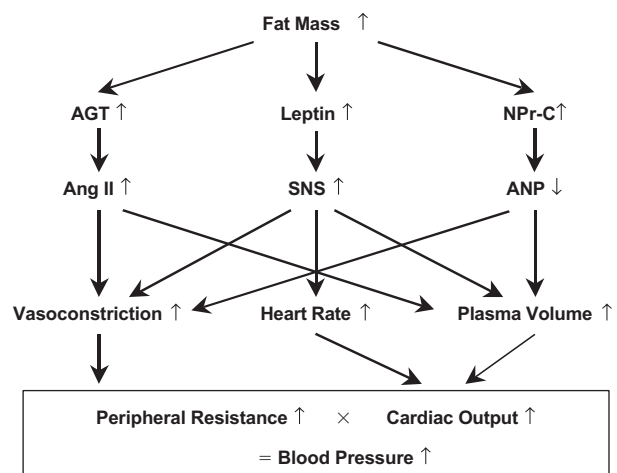 Fat Mass ↑
AGT ↑ Leptin ↑ NPr-C↑
Ang II ↑ SNS ↑ ANP ↓
Vasoconstriction ↑ Heart Rate ↑ Plasma Volume ↑
Peripheral Resistance ↑ × Cardiac Output ↑
= Blood Pressure ↑